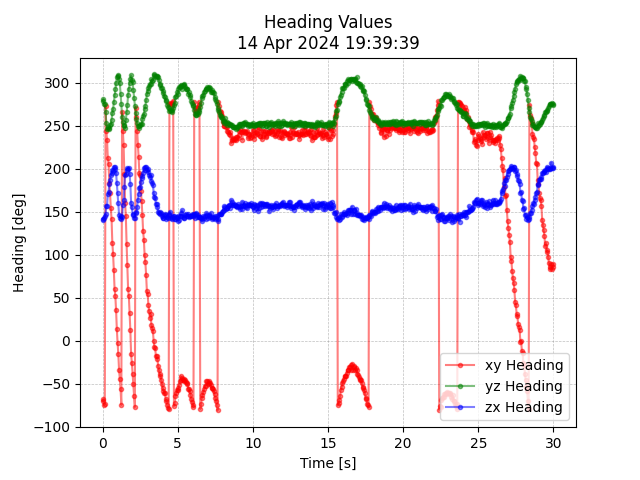 Heading Values
14 Apr 2024 19:39:39
Heading [deg]
300
250
200
150
100
50
0
−50
−100
xy Heading
yz Heading
zx Heading
0
5
10
15
20
25
30
Time [s]